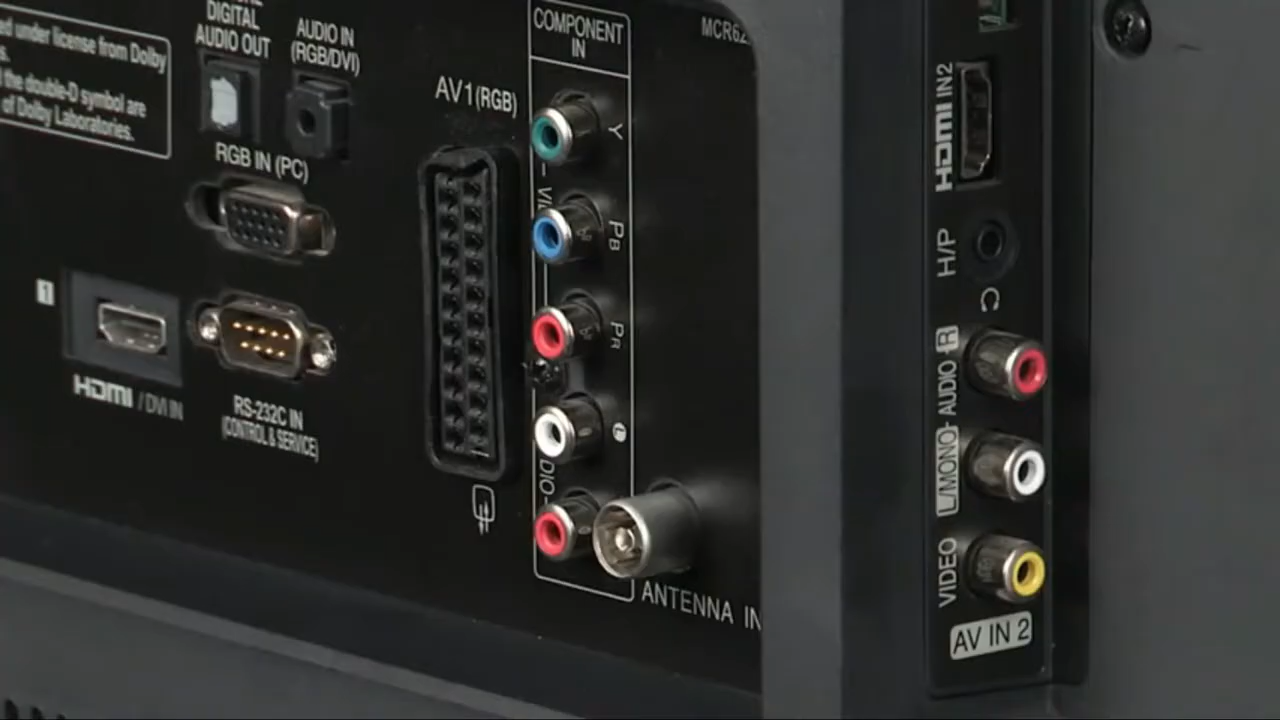 ed under license from Dolby
s.
the double-D symbol are
of Dolby Laboratories.
DIGITAL
AUDIO OUT
AUDIO IN
(RGB/DVI)
RGB IN (PC)
1
HDMI / DVI IN
RS-232C IN
(CONTROL & SERVICE)
AV1(RGB)
COMPONENT
IN
Y
PB
PR
L
ANTENNA IN
HDMI IN2
H/P
L/MONO-AUDIO-R
VIDEO
AV IN 2